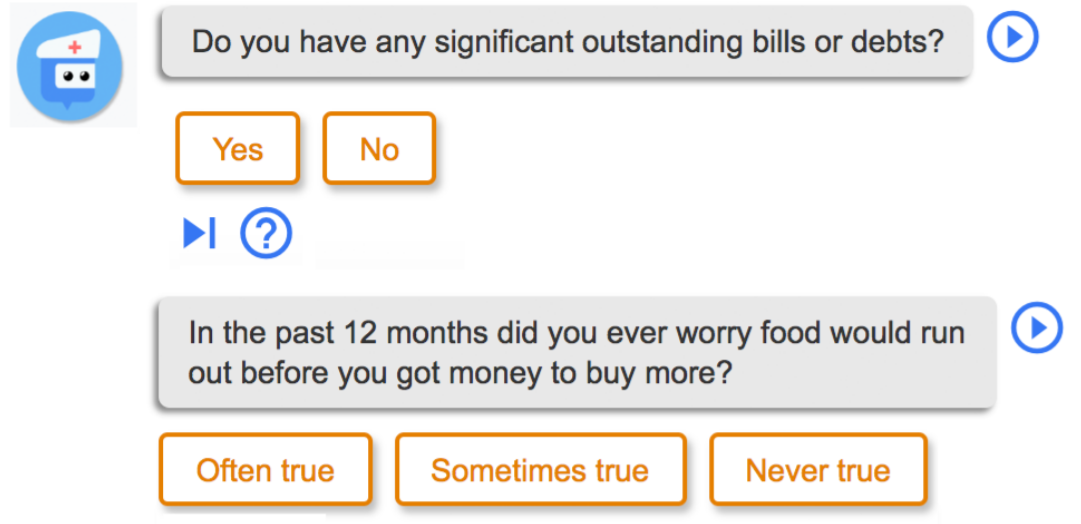 Do you have any significant outstanding bills or debts?
Yes No
?
In the past 12 months did you ever worry food would run
out before you got money to buy more?
Often true Sometimes true Never true